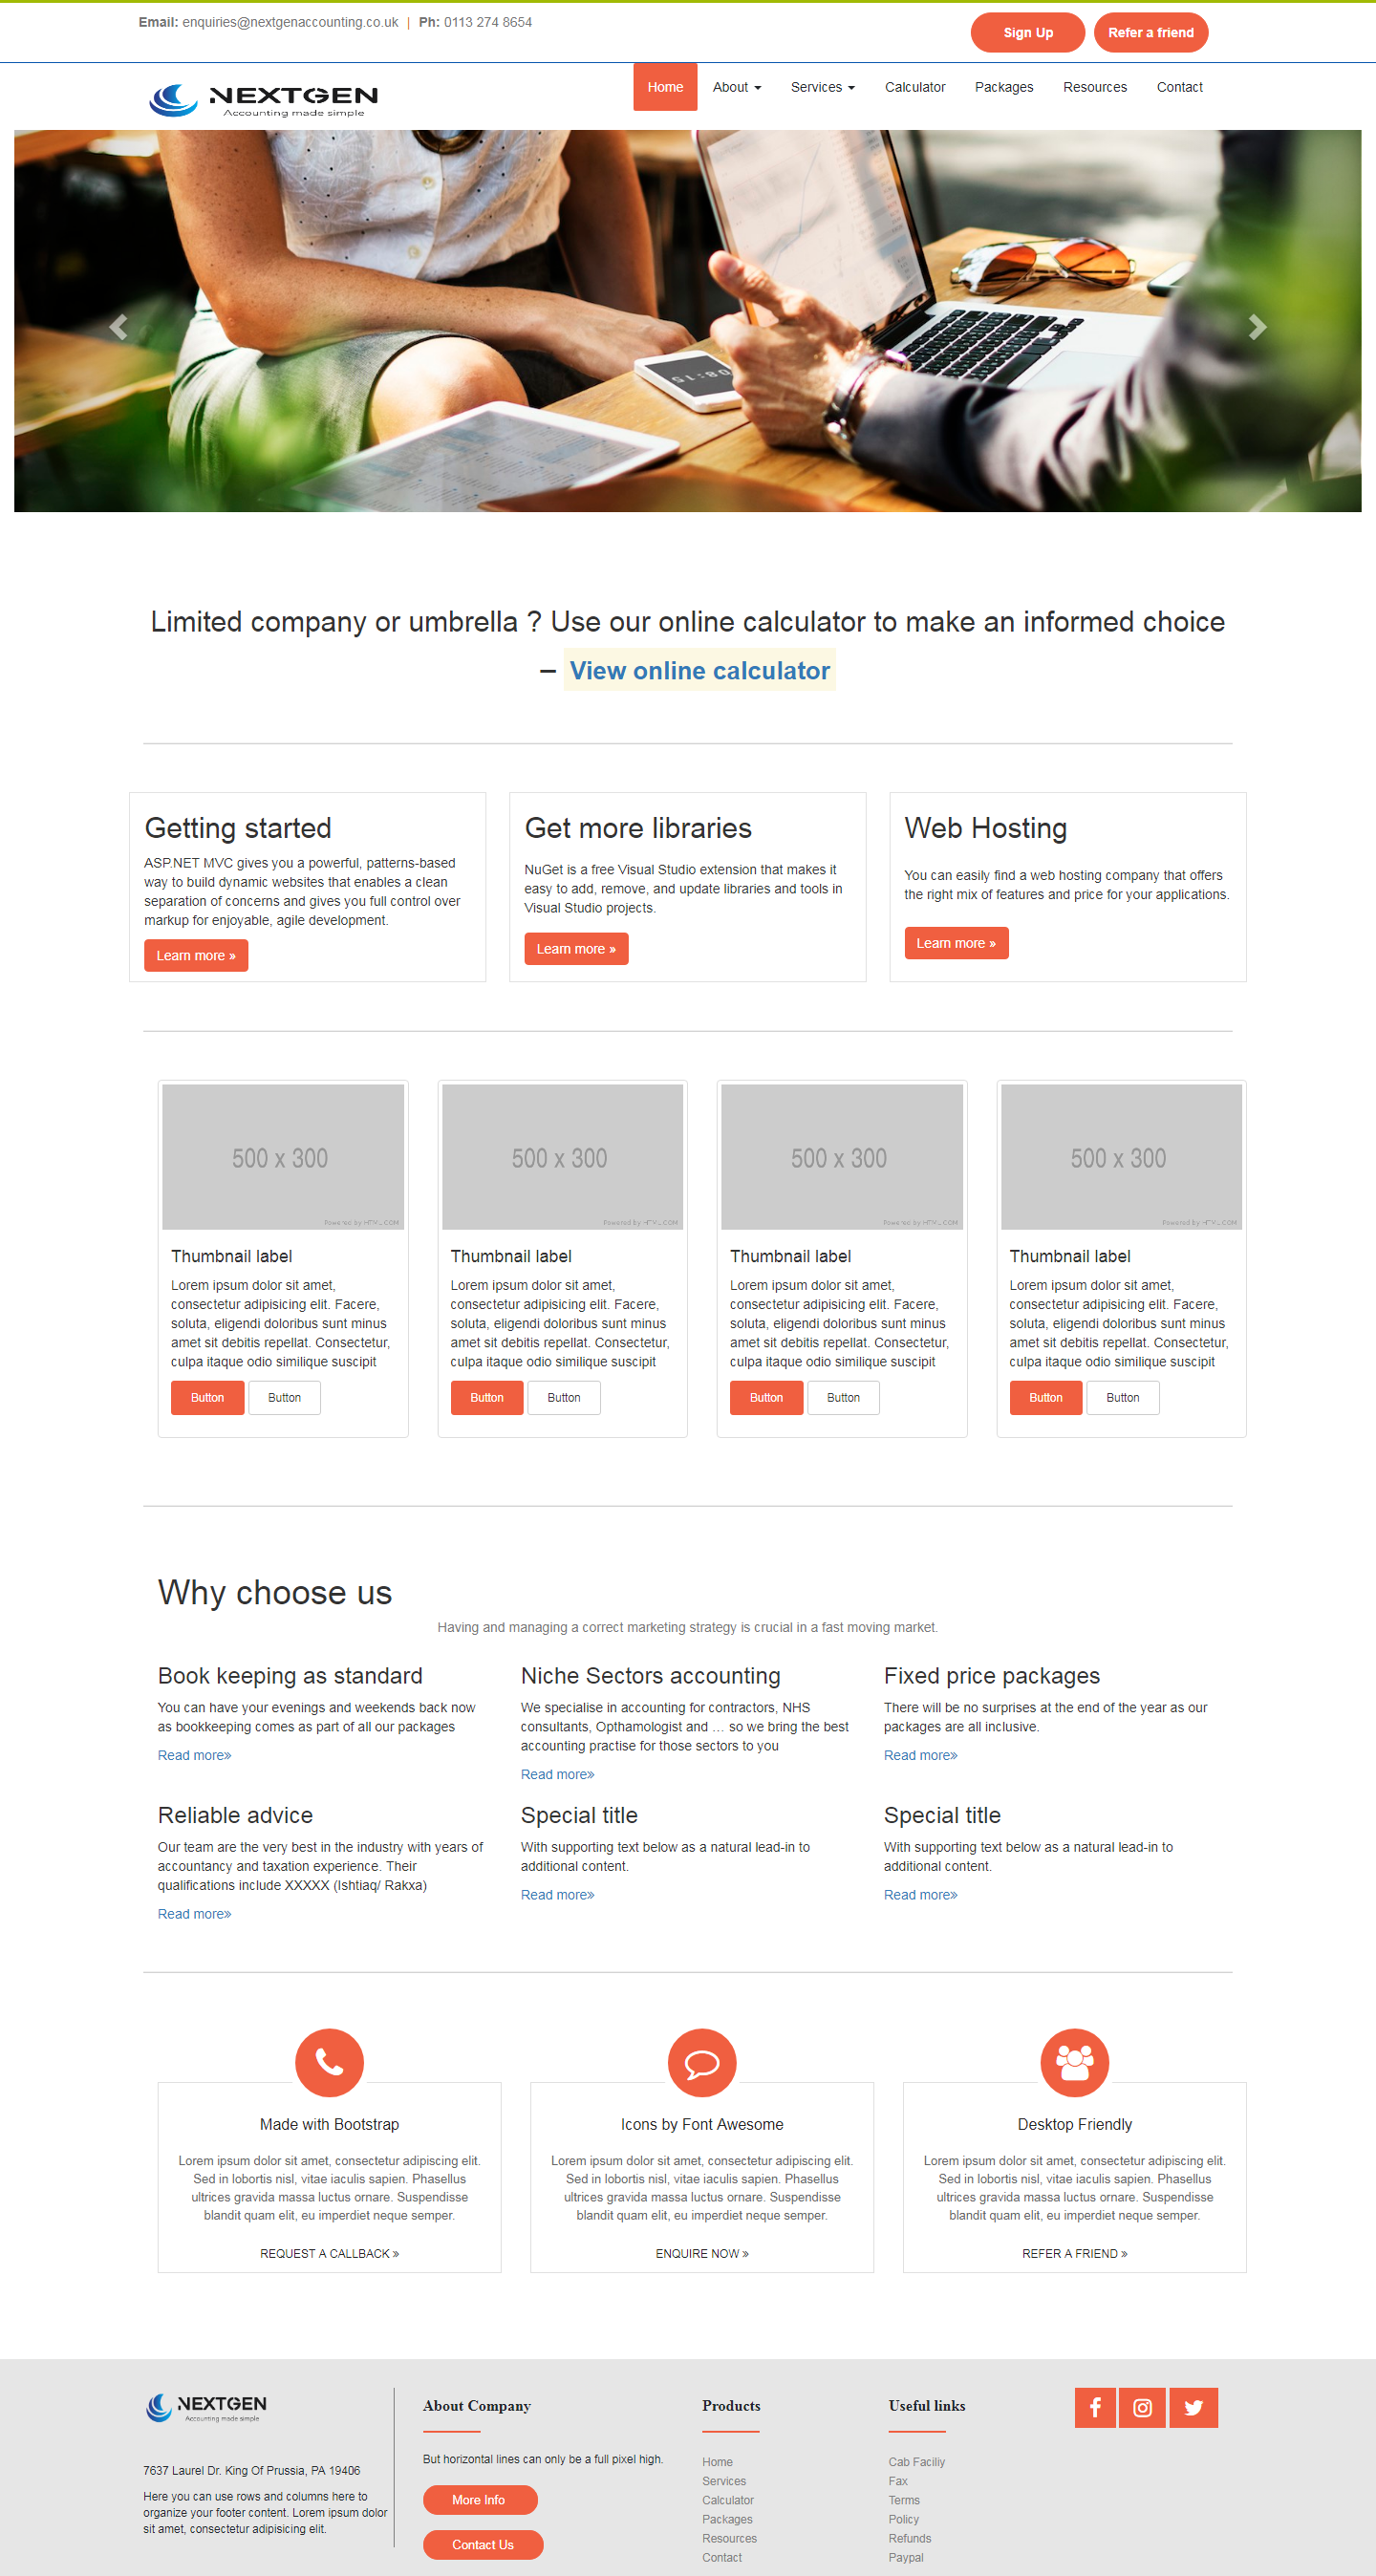 Email: enquiries@nextgenaccounting.co.uk | Ph: 0113 274 8654
Sign Up
Refer a friend
NEXTGEN
Accounting made simple
Home
About
Services
Calculator
Packages
Resources
Contact
08:15
Limited company or umbrella ? Use our online calculator to make an informed choice
– View online calculator
Getting started
ASP.NET MVC gives you a powerful, patterns-based
way to build dynamic websites that enables a clean
separation of concerns and gives you full control over
markup for enjoyable, agile development.
Learn more »
Get more libraries
NuGet is a free Visual Studio extension that makes it
easy to add, remove, and update libraries and tools in
Visual Studio projects.
Learn more »
Web Hosting
You can easily find a web hosting company that offers
the right mix of features and price for your applications.
Learn more »
500 x 300
Powered by HTML.COM
Thumbnail label
Lorem ipsum dolor sit amet,
consectetur adipisicing elit. Facere,
soluta, eligendi doloribus sunt minus
amet sit debitis repellat. Consectetur,
culpa itaque odio similique suscipit
Button
Button
500 x 300
Powered by HTML.COM
Thumbnail label
Lorem ipsum dolor sit amet,
consectetur adipisicing elit. Facere,
soluta, eligendi doloribus sunt minus
amet sit debitis repellat. Consectetur,
culpa itaque odio similique suscipit
Button
Button
500 x 300
Powered by HTML.COM
Thumbnail label
Lorem ipsum dolor sit amet,
consectetur adipisicing elit. Facere,
soluta, eligendi doloribus sunt minus
amet sit debitis repellat. Consectetur,
culpa itaque odio similique suscipit
Button
Button
500 x 300
Powered by HTML.COM
Thumbnail label
Lorem ipsum dolor sit amet,
consectetur adipisicing elit. Facere,
soluta, eligendi doloribus sunt minus
amet sit debitis repellat. Consectetur,
culpa itaque odio similique suscipit
Button
Button
Why choose us
Having and managing a correct marketing strategy is crucial in a fast moving market.
Book keeping as standard
You can have your evenings and weekends back now
as bookkeeping comes as part of all our packages
Read more»
Niche Sectors accounting
We specialise in accounting for contractors, NHS
consultants, Opthamologist and … so we bring the best
accounting practise for those sectors to you
Read more»
Fixed price packages
There will be no surprises at the end of the year as our
packages are all inclusive.
Read more»
Reliable advice
Our team are the very best in the industry with years of
accountancy and taxation experience. Their
qualifications include XXXXX (Ishtiaq/ Rakxa)
Read more»
Special title
With supporting text below as a natural lead-in to
additional content.
Read more»
Special title
With supporting text below as a natural lead-in to
additional content.
Read more»
Made with Bootstrap
Lorem ipsum dolor sit amet, consectetur adipiscing elit.
Sed in lobortis nisl, vitae iaculis sapien. Phasellus
ultrices gravida massa luctus ornare. Suspendisse
blandit quam elit, eu imperdiet neque semper.
REQUEST A CALLBACK »
Icons by Font Awesome
Lorem ipsum dolor sit amet, consectetur adipiscing elit.
Sed in lobortis nisl, vitae iaculis sapien. Phasellus
ultrices gravida massa luctus ornare. Suspendisse
blandit quam elit, eu imperdiet neque semper.
ENQUIRE NOW »
Desktop Friendly
Lorem ipsum dolor sit amet, consectetur adipiscing elit.
Sed in lobortis nisl, vitae iaculis sapien. Phasellus
ultrices gravida massa luctus ornare. Suspendisse
blandit quam elit, eu imperdiet neque semper.
REFER A FRIEND »
NEXTGEN
Accounting made simple
7637 Laurel Dr. King Of Prussia, PA 19406
Here you can use rows and columns here to
organize your footer content. Lorem ipsum dolor
sit amet, consectetur adipisicing elit.
About Company
But horizontal lines can only be a full pixel high.
More Info
Contact Us
Products
Home
Services
Calculator
Packages
Resources
Contact
Useful links
Cab Faciliy
Fax
Terms
Policy
Refunds
Paypal